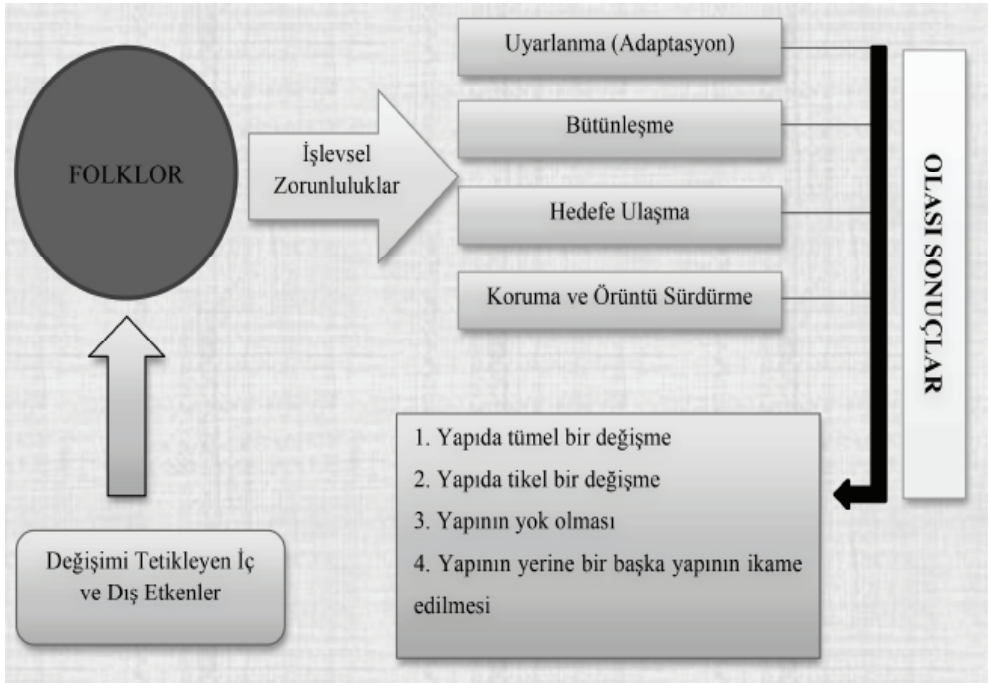 FOLKLOR
İşlevsel
Zorunluluklar
Uyarlanma (Adaptasyon)
Bütünleşme
Hedefe Ulaşma
Koruma ve Örüntü Sürdürme
OLASI SONUÇLAR
1. Yapıda tümel bir değişme
2. Yapıda tikel bir değişme
3. Yapının yok olması
4. Yapının yerine bir başka yapının ikame
edilmesi
Değişimi Tetikleyen İç
ve Dış Etkenler